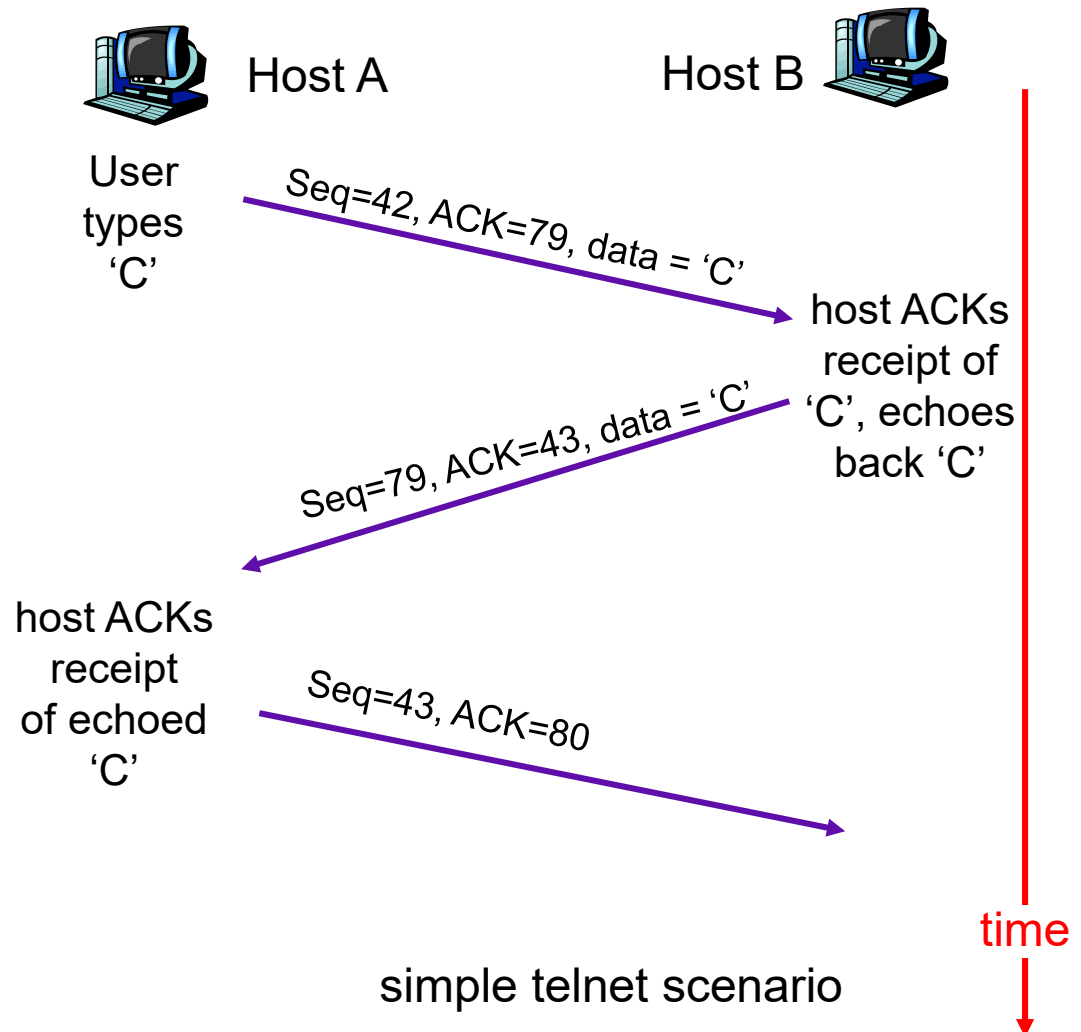 Host A
Host B
User
types
‘C’
Seq=42, ACK=79, data = ‘C’
host ACKs
receipt of
‘C’, echoes
back ‘C’
Seq=79, ACK=43, data = ‘C’
host ACKs
receipt
of echoed
‘C’
Seq=43, ACK=80
time
simple telnet scenario